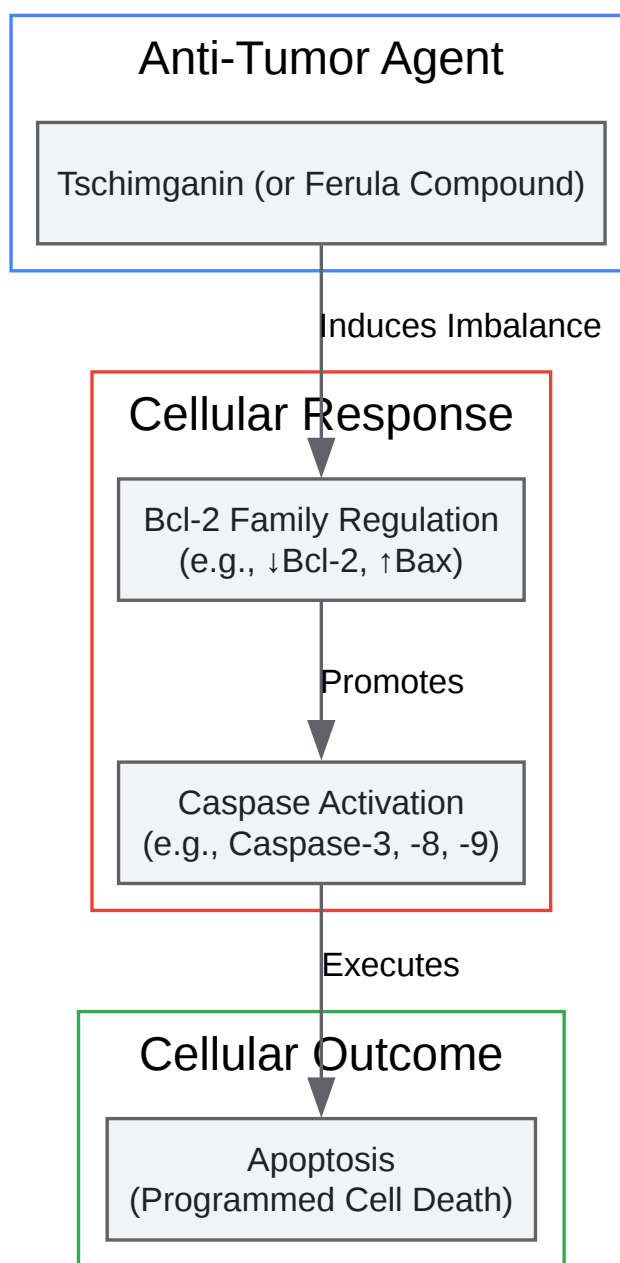 Anti-Tumor Agent
Tschimganin (or Ferula Compound)
Induces Imbalance
Cellular Response
Bcl-2 Family Regulation
(e.g., ↓Bcl-2, ↑Bax)
Promotes
Caspase Activation
(e.g., Caspase-3, -8, -9)
Executes
Cellular Outcome
Apoptosis
(Programmed Cell Death)